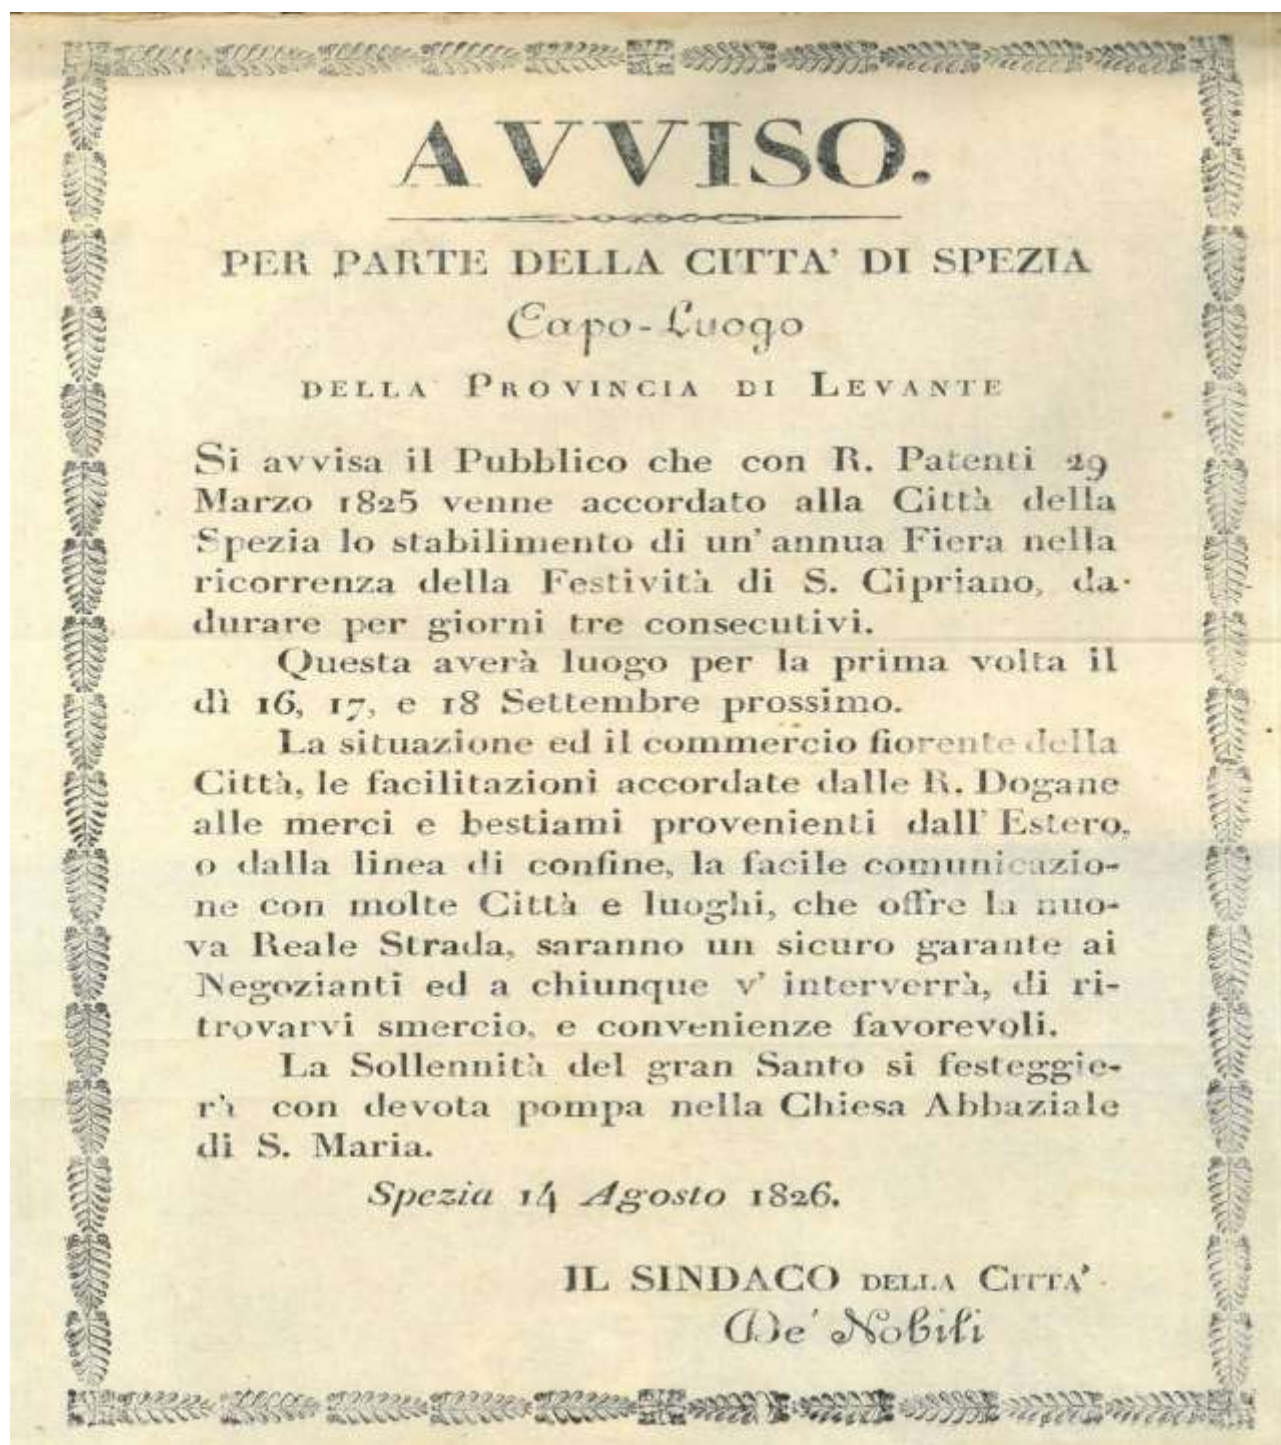 AVVISO.
PER PARTE DELLA CITTA' DI SPEZIA
Capo-Luogo
DELLA PROVINCIA DI LEVANTE
Si avvisa il Pubblico che con R. Patenti 29
Marzo 1825 venne accordato alla Città della
Spezia lo stabilimento di un' annua Fiera nella
ricorrenza della Festività di S. Cipriano, da
durare per giorni tre consecutivi.
Questa averà luogo per la prima volta il
dì 16, 17, e 18 Settembre prossimo.
La situazione ed il commercio fiorente della
Città, le facilitazioni accordate dalle R. Dogane
alle merci e bestiami provenienti dall' Estero,
o dalla linea di confine, la facile comunicazio-
ne con molte Città e luoghi, che offre la nuo-
va Reale Strada, saranno un sicuro garante ai
Negozianti ed a chiunque v' interverrà, di ri-
trovarvi smercio, e convenienze favorevoli.
La Sollennità del gran Santo si festeggie-
rà con devota pompa nella Chiesa Abbaziale
di S. Maria.
Spezia 14 Agosto 1826.
IL SINDACO DELLA CITTA'
De' Nobili